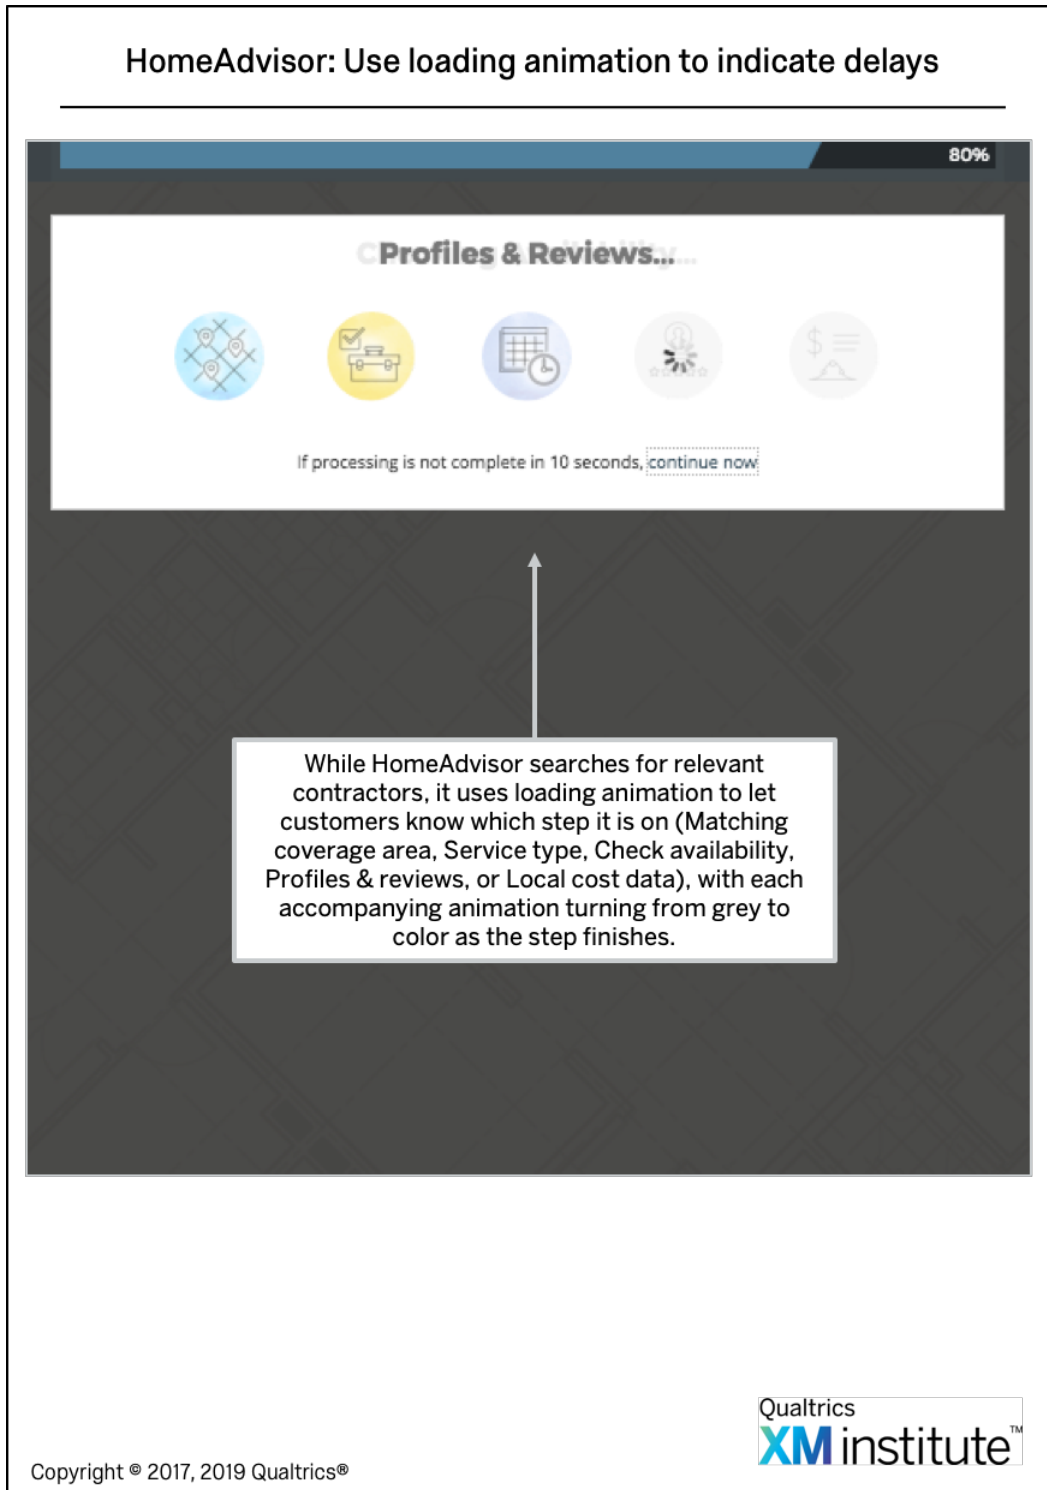 HomeAdvisor: Use loading animation to indicate delays
80%
Profiles & Reviews...
If processing is not complete in 10 seconds, continue now
While HomeAdvisor searches for relevant
contractors, it uses loading animation to let
customers know which step it is on (Matching
coverage area, Service type, Check availability,
Profiles & reviews, or Local cost data), with each
accompanying animation turning from grey to
color as the step finishes.
Qualtrics
XM institute™
Copyright © 2017, 2019 Qualtrics®